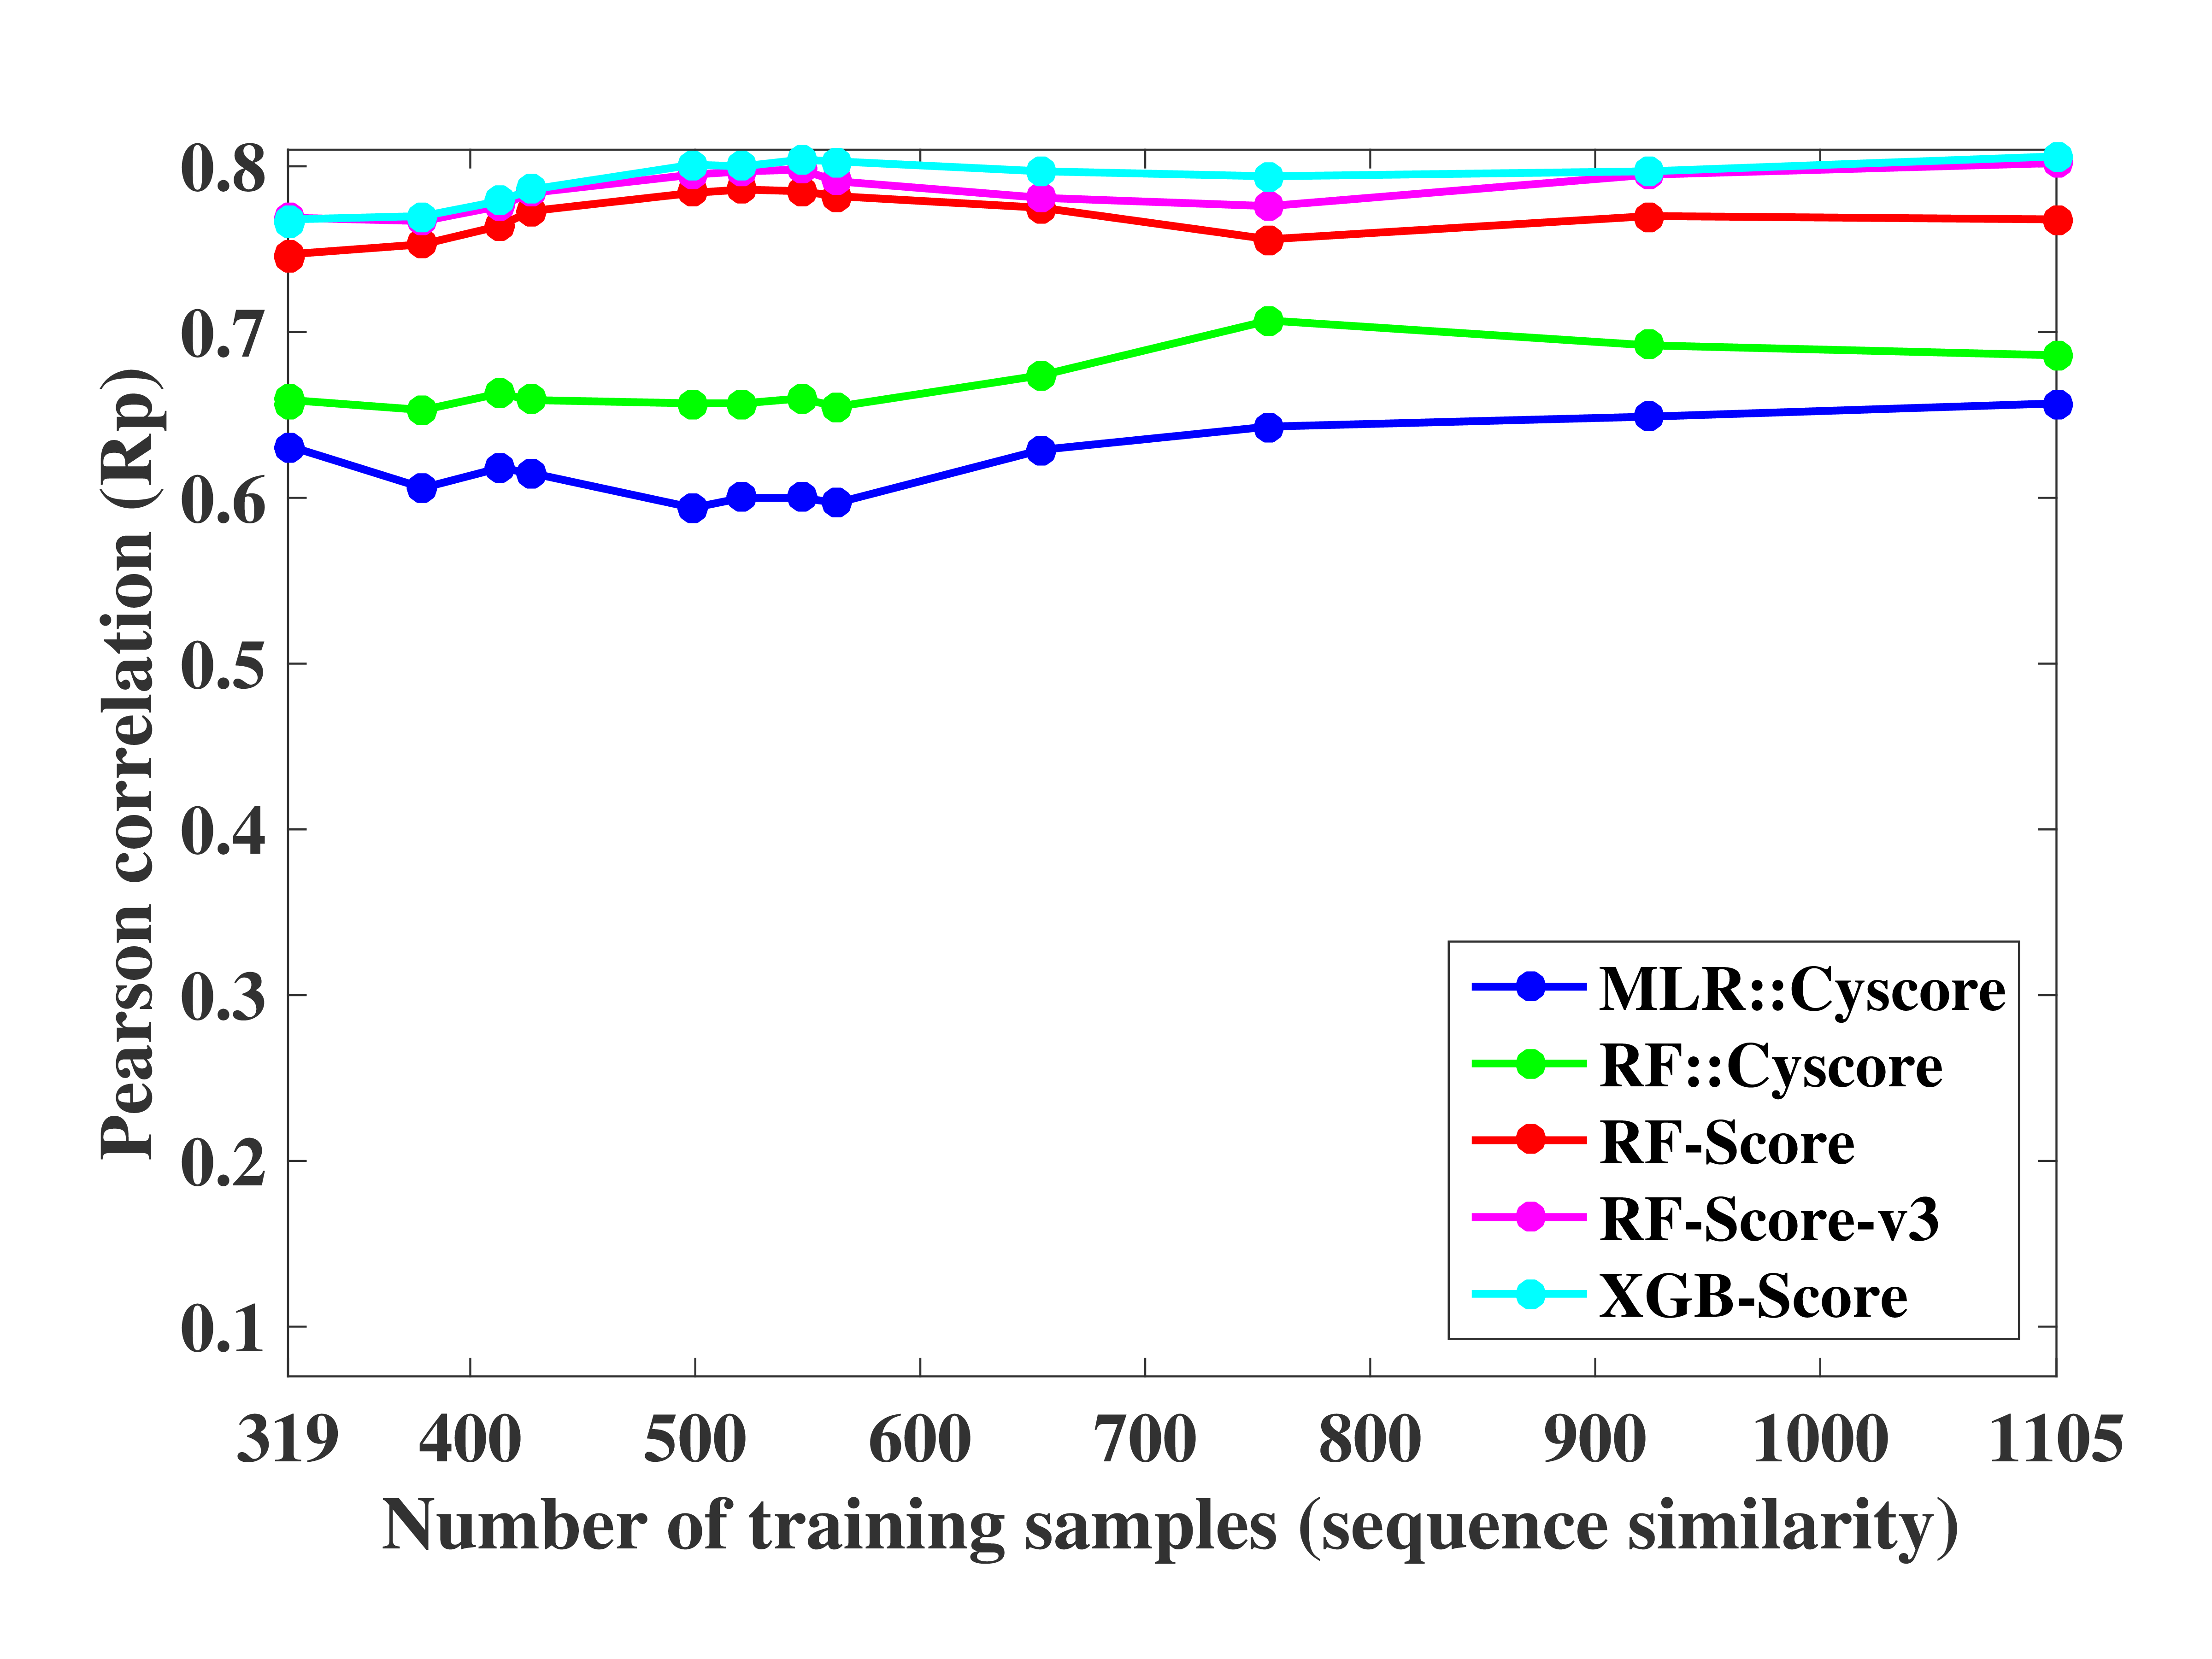 Pearson correlation (Rp)
0.8
0.7
0.6
0.5
0.4
0.3
0.2
0.1
MLR::Cyscore
RF::Cyscore
RF-Score
RF-Score-v3
XGB-Score
319 400 500 600 700 800 900 1000 1105
Number of training samples (sequence similarity)